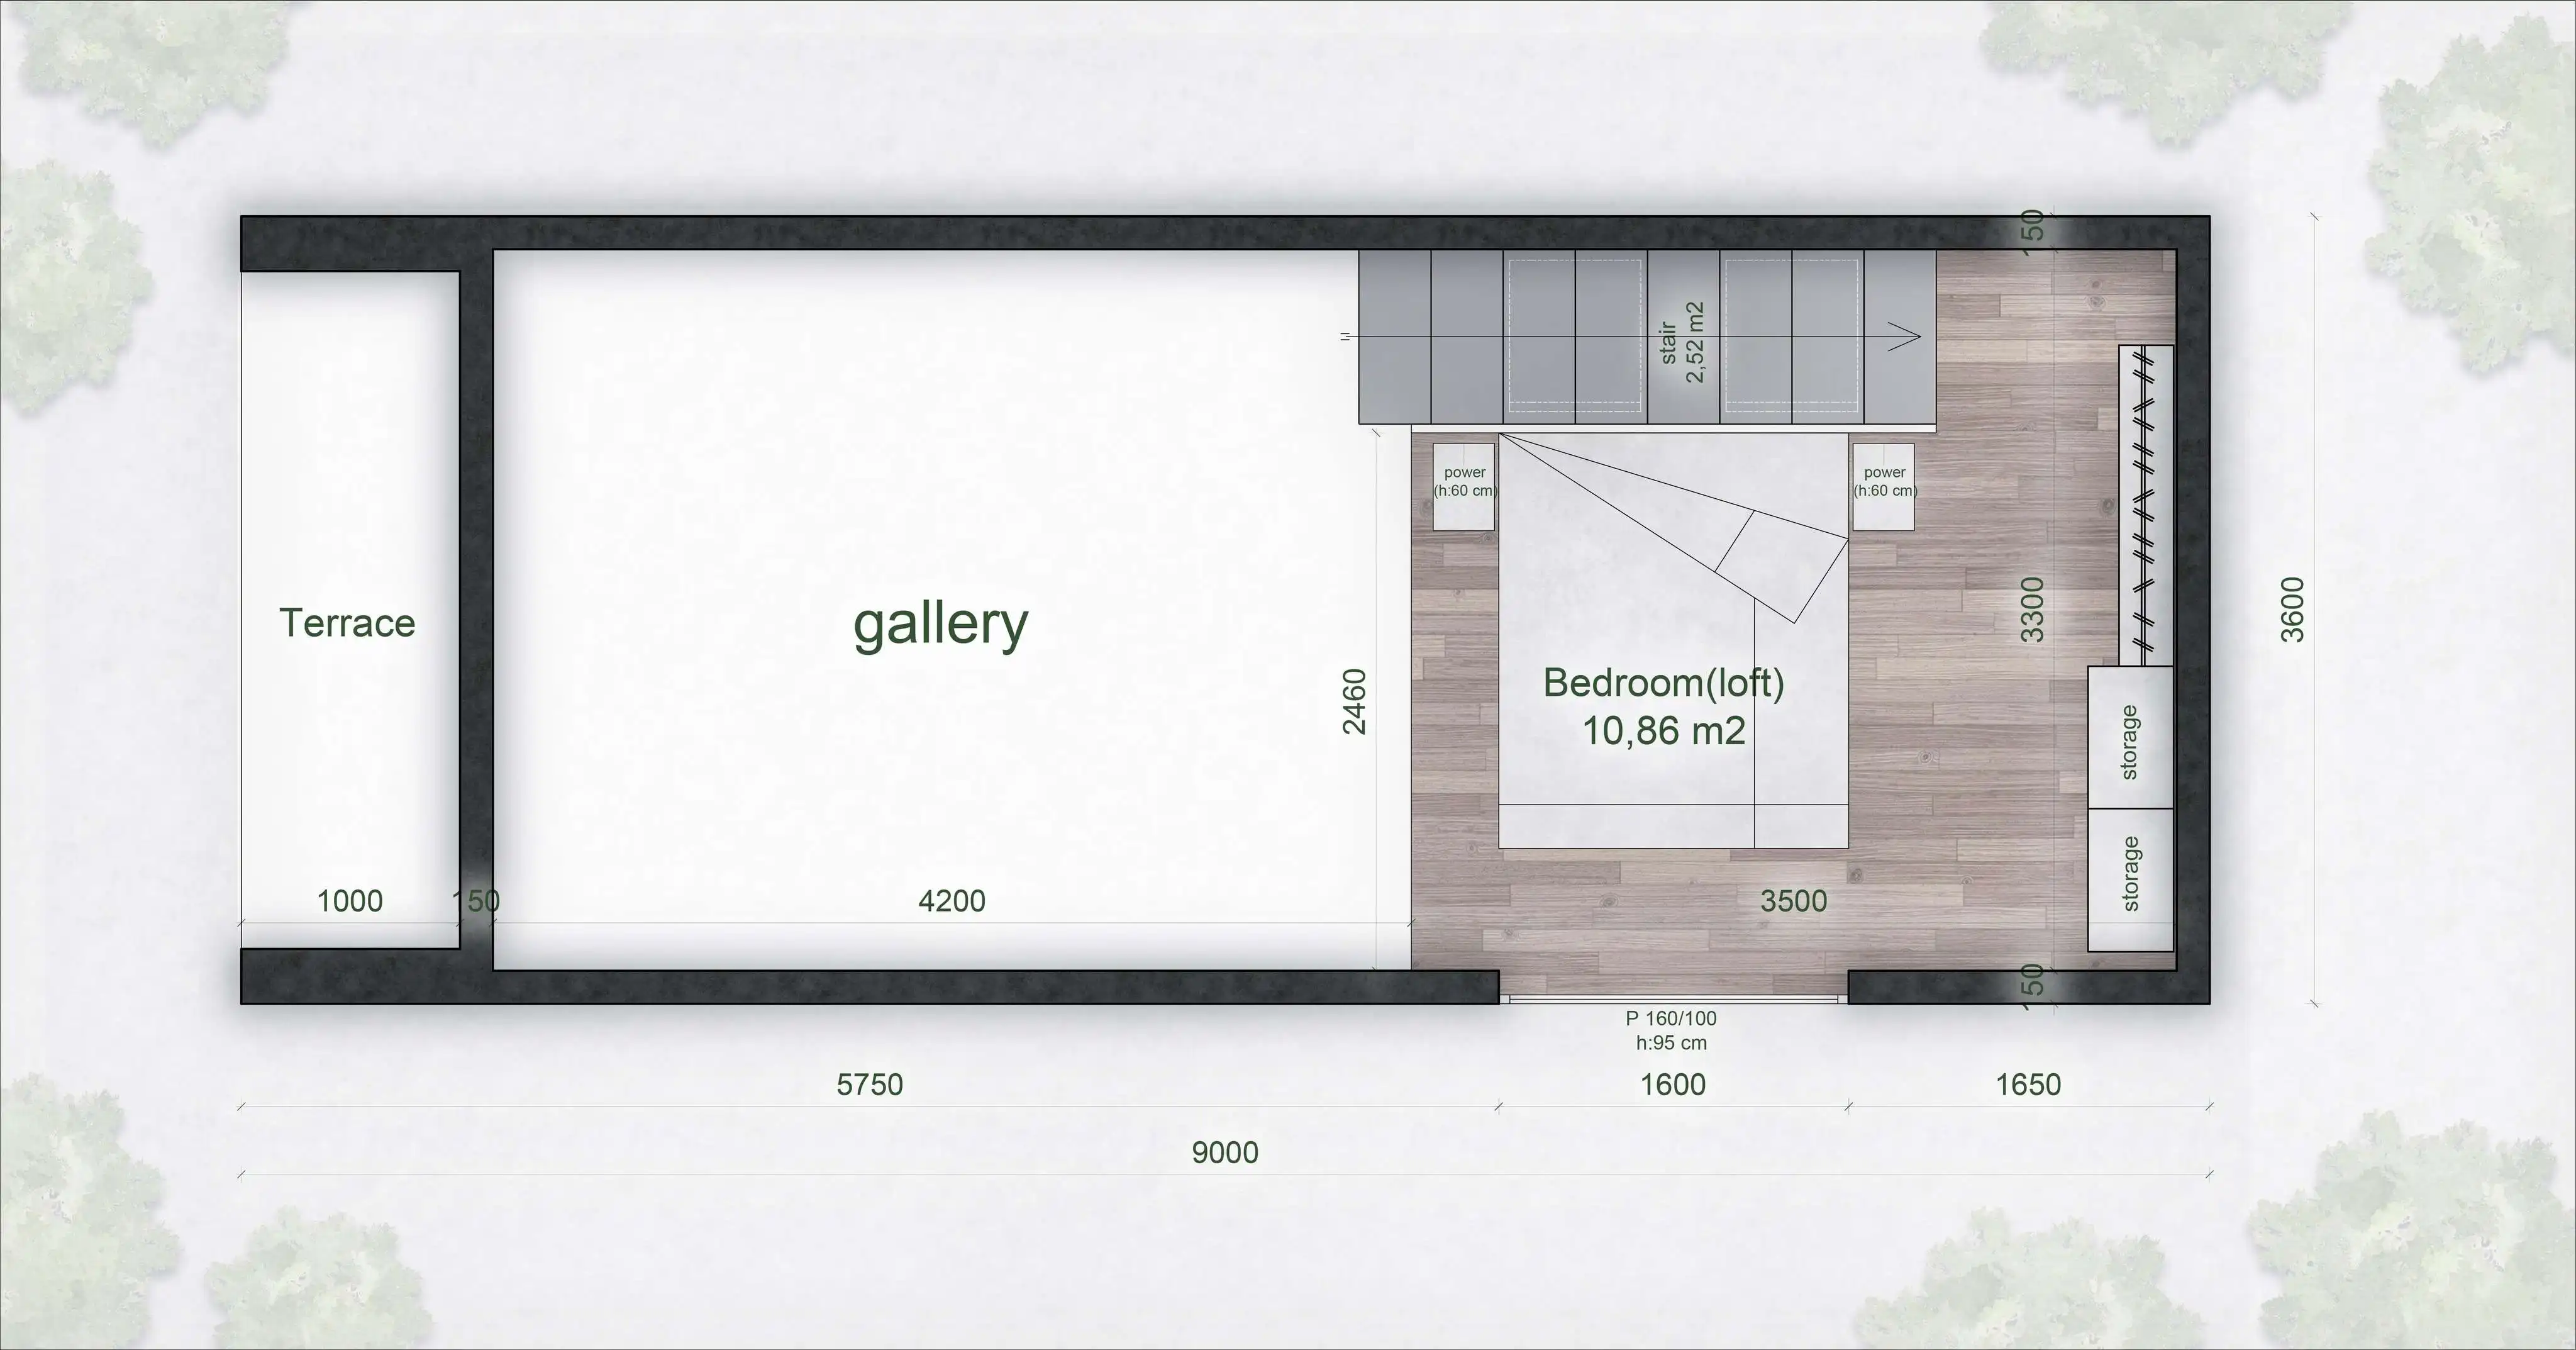 150
stair
2,52 m2
power
(h:60 cm)
power
(h:60 cm)
Terrace
gallery
2460
Bedroom(loft)
10,86 m2
3300
3600
storage
storage
1000
150
4200
3500
150
P 160/100
h:95 cm
5750
1600
1650
9000